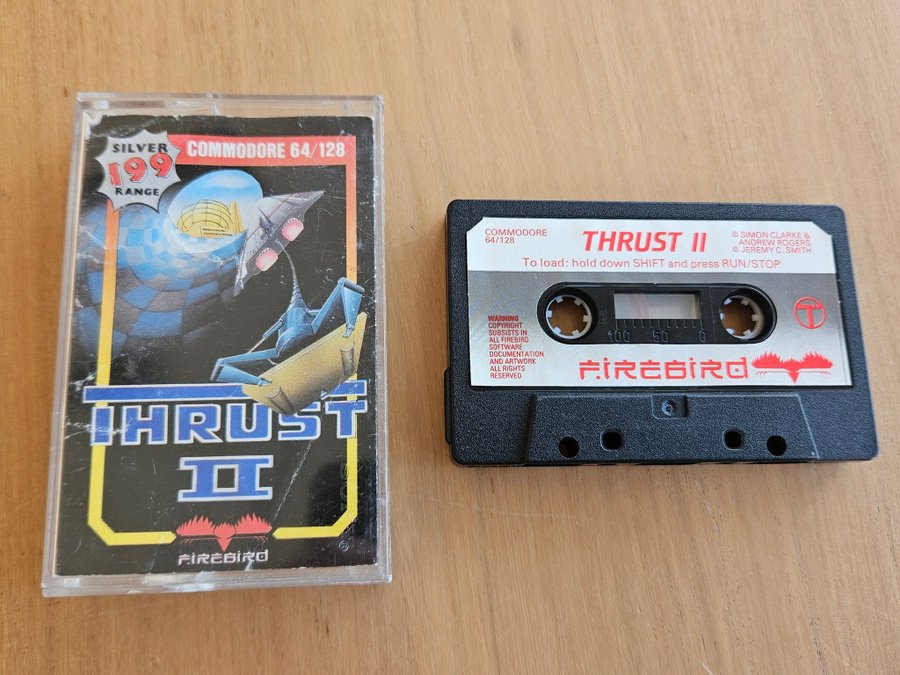 SILVER
199
RANGE
COMMODORE 64/128
THRUST
II
FIREBIRD
COMMODORE
64/128
THRUST II
© SIMON CLARKE &
ANDREW ROGERS
© JEREMY C. SMITH
To load: hold down SHIFT and press RUN/STOP
WARNING
COPYRIGHT
SUBSISTS IN
ALL FIREBIRD
SOFTWARE
DOCUMENTATION
AND ARTWORK
ALL RIGHTS
RESERVED
100 50 0
FIREBIRD